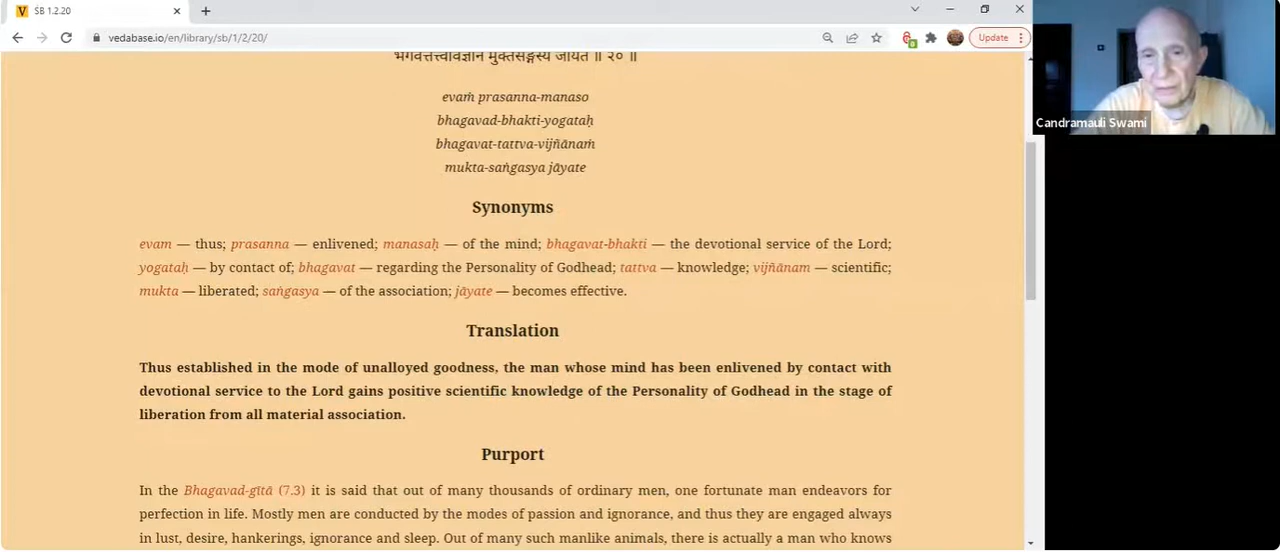 SB 1.2.20
vedabase.io/en/library/sb/1/2/20/
Update
Candramauli Swami
भगवत्तत्त्वविज्ञानं मुक्तसङ्गस्य जायते ॥ २० ॥
evaṁ prasanna-manaso
bhagavad-bhakti-yogataḥ
bhagavat-tattva-vijñānaṁ
mukta-saṅgasya jāyate
Synonyms
evam — thus; prasanna — enlivened; manasaḥ — of the mind; bhagavat-bhakti — the devotional service of the Lord;
yogataḥ — by contact of; bhagavat — regarding the Personality of Godhead; tattva — knowledge; vijñānam — scientific;
mukta — liberated; saṅgasya — of the association; jāyate — becomes effective.
Translation
Thus established in the mode of unalloyed goodness, the man whose mind has been enlivened by contact with
devotional service to the Lord gains positive scientific knowledge of the Personality of Godhead in the stage of
liberation from all material association.
Purport
In the Bhagavad-gītā (7.3) it is said that out of many thousands of ordinary men, one fortunate man endeavors for
perfection in life. Mostly men are conducted by the modes of passion and ignorance, and thus they are engaged always
in lust, desire, hankerings, ignorance and sleep. Out of many such manlike animals, there is actually a man who knows